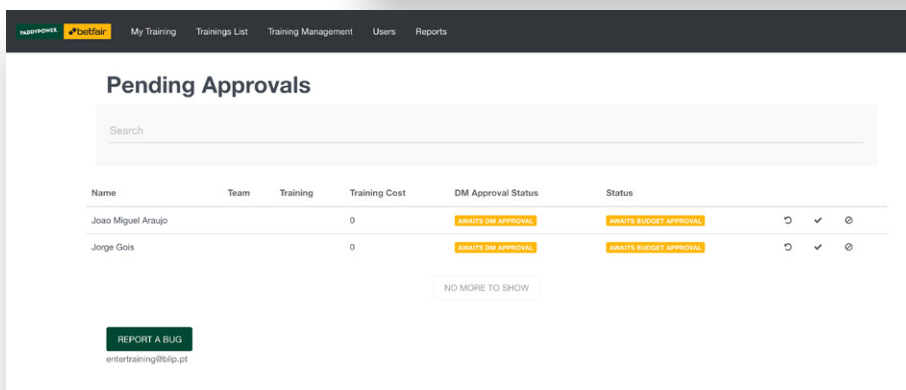 PADDYPOWER betfair My Training Trainings List Training Management Users Reports
Pending Approvals
Search
Name Team Training Training Cost DM Approval Status Status
Joao Miguel Araujo 0 AWAITS DM APPROVAL AWAITS BUDGET APPROVAL
Jorge Gois 0 AWAITS DM APPROVAL AWAITS BUDGET APPROVAL
NO MORE TO SHOW
REPORT A BUG
entertraining@blip.pt